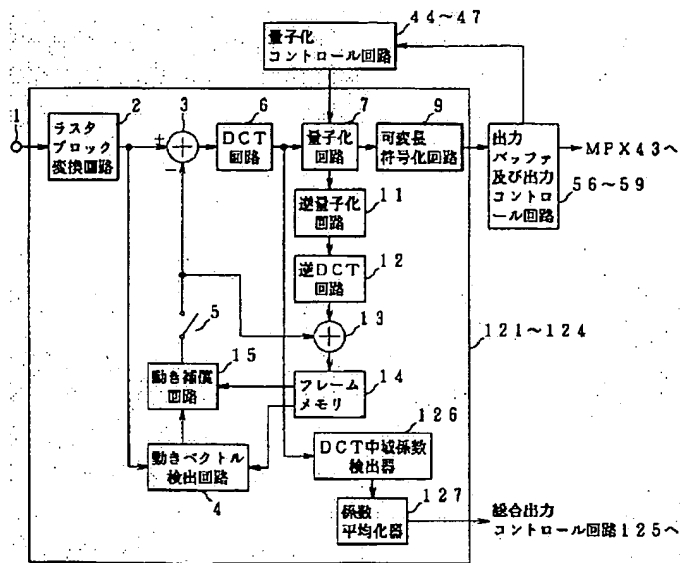 44～47
量子化
コントロール回路
1
2
ラスタ
ブロック
変換回路
3
+
−
6
DCT
回路
7
量子化
回路
9
可変長
符号化回路
出力
バッファ
及び出力
コントロ
ール回路
MPX43へ
56～59
逆量子化
回路
11
逆DCT
回路
12
13
5
121～124
15
動き補償
回路
フレーム
メモリ
14
動きベクトル
検出回路
4
126
DCT中域係数
検出器
127
係数
平均化器
総合出力
コントロール回路125へ